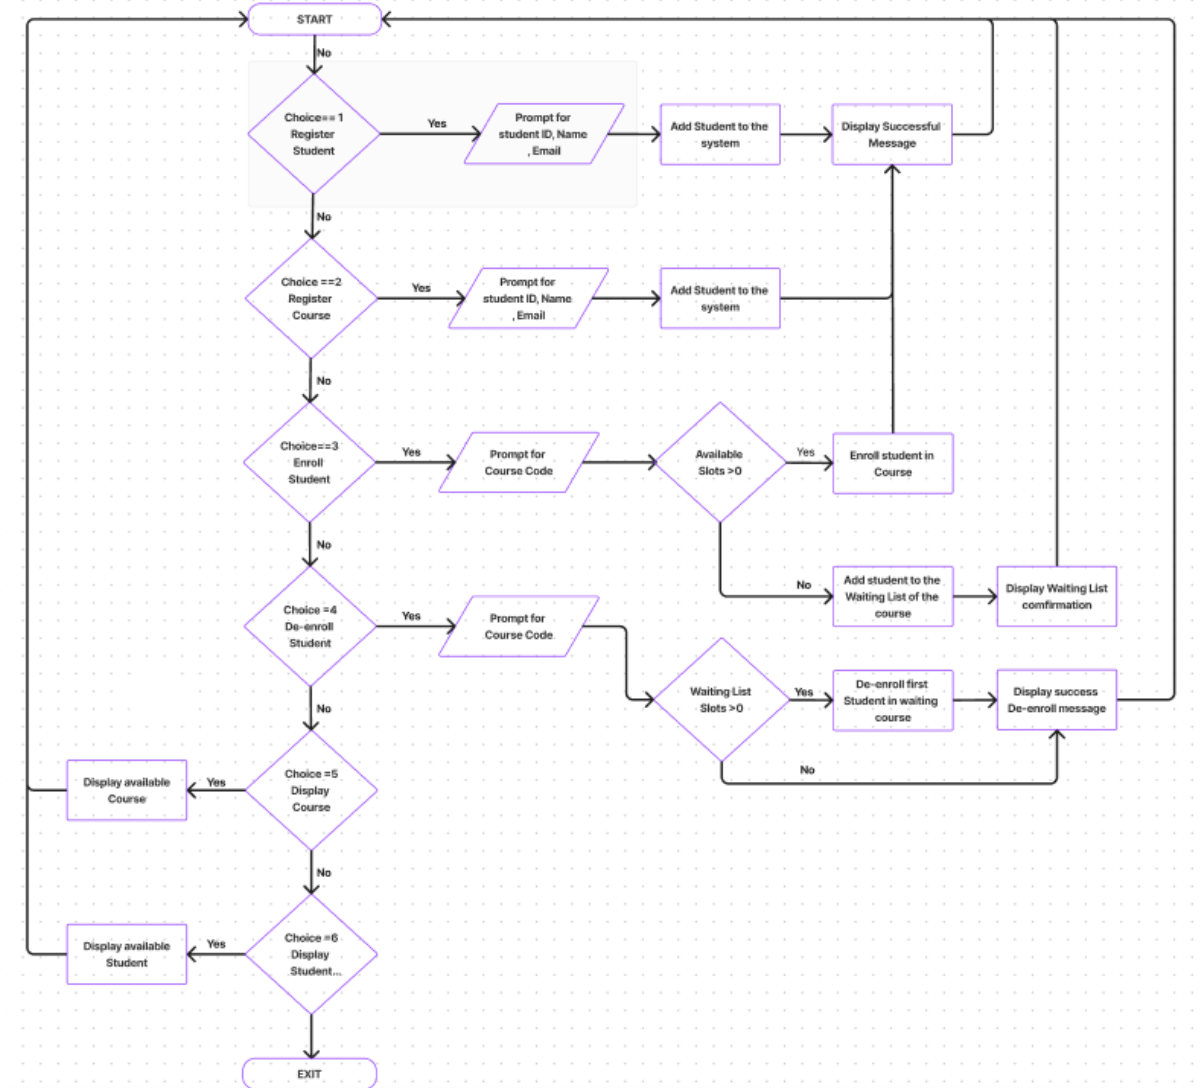 START
No
Choice== 1
Register
Student
Yes
Prompt for
student ID, Name
, Email
Add Student to the
system
Display Successful
Message
No
Choice ==2
Register
Course
Yes
Prompt for
student ID, Name
, Email
Add Student to the
system
No
Choice==3
Enroll
Student
Yes
Prompt for
Course Code
Available
Slots >0
Yes
Enroll student in
Course
No
No
Add student to the
Waiting List of the
course
Display Waiting List
comfirmation
Choice =4
De-enroll
Student
Yes
Prompt for
Course Code
Waiting List
Slots >0
Yes
De-enroll first
Student in waiting
course
Display success
De-enroll message
No
No
Choice =5
Display
Course
Yes
Display available
Course
No
Choice =6
Display
Student...
Yes
Display available
Student
EXIT